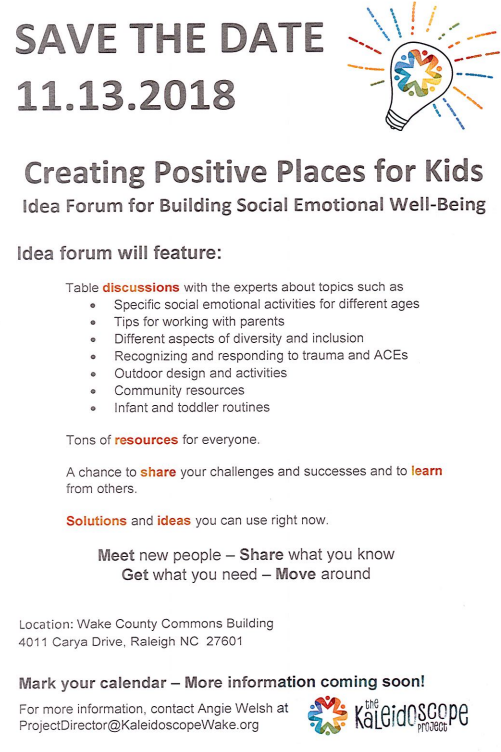 SAVE THE DATE
11.13.2018
Creating Positive Places for Kids
Idea Forum for Building Social Emotional Well-Being
Idea forum will feature:
Table discussions with the experts about topics such as
• Specific social emotional activities for different ages
• Tips for working with parents
• Different aspects of diversity and inclusion
• Recognizing and responding to trauma and ACEs
• Outdoor design and activities
• Community resources
• Infant and toddler routines
Tons of resources for everyone.
A chance to share your challenges and successes and to learn
from others.
Solutions and ideas you can use right now.
Meet new people – Share what you know
Get what you need – Move around
Location: Wake County Commons Building
4011 Carya Drive, Raleigh NC 27601
Mark your calendar – More information coming soon!
For more information, contact Angie Welsh at
ProjectDirector@KaleidoscopeWake.org
the
KaLeidoscope
PROJECT